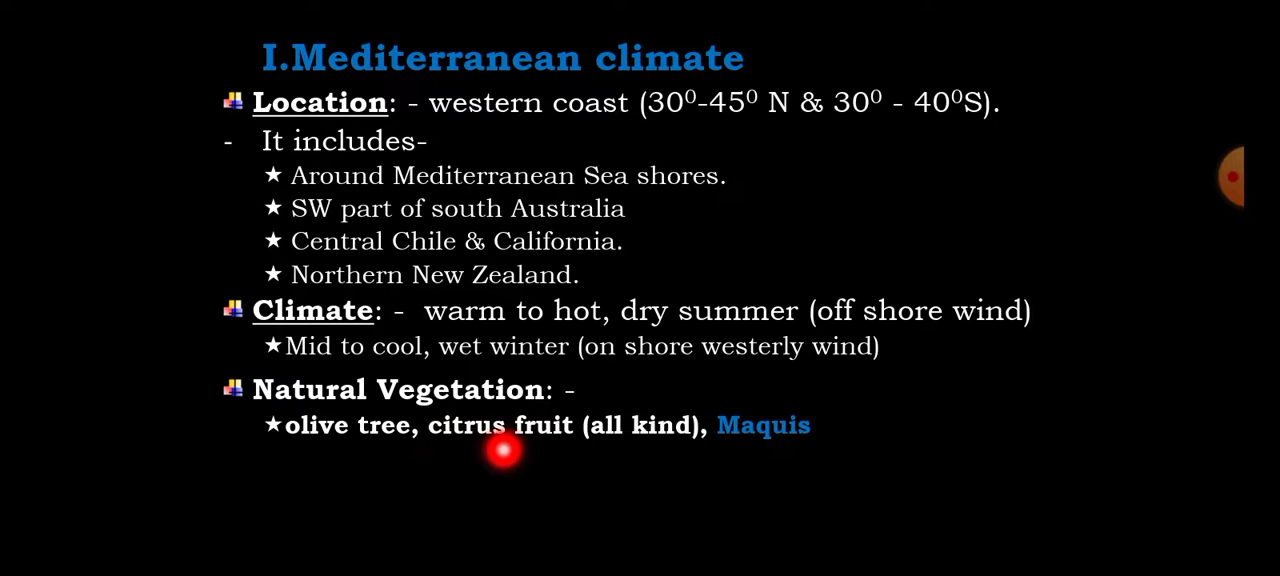 I.Mediterranean climate
Location: - western coast (30⁰-45⁰ N & 30⁰ - 40⁰S).
- It includes-
★ Around Mediterranean Sea shores.
★ SW part of south Australia
★ Central Chile & California.
★ Northern New Zealand.
Climate: - warm to hot, dry summer (off shore wind)
★Mid to cool, wet winter (on shore westerly wind)
Natural Vegetation: -
★olive tree, citrus fruit (all kind), Maquis